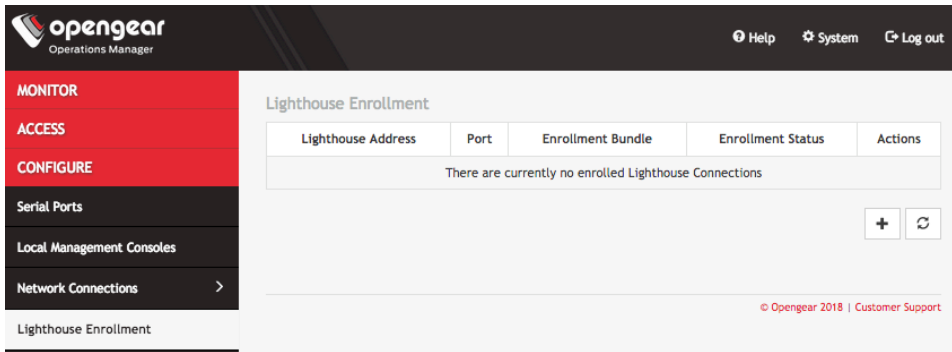 opengear
Operations Manager
Help System Log out
MONITOR
ACCESS
CONFIGURE
Serial Ports
Local Management Consoles
Network Connections
Lighthouse Enrollment
Lighthouse Enrollment
Lighthouse Address Port Enrollment Bundle Enrollment Status Actions
There are currently no enrolled Lighthouse Connections
© Opengear 2018 | Customer Support